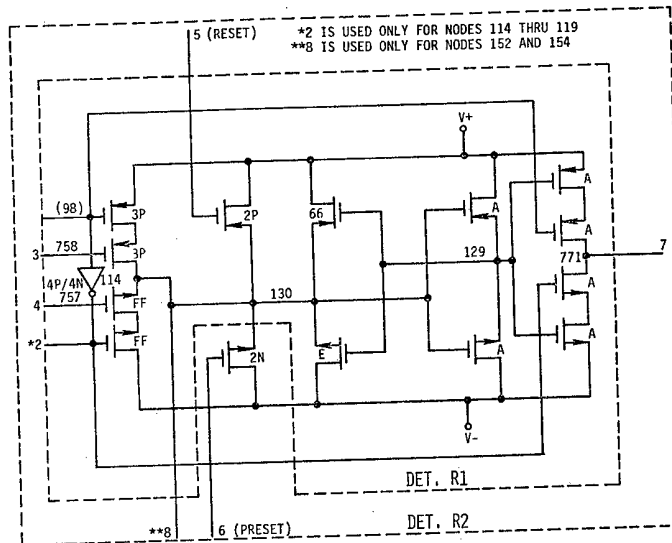 5 (RESET)
*2 IS USED ONLY FOR NODES 114 THRU 119
**8 IS USED ONLY FOR NODES 152 AND 154
V+
(98)
3P
2P
66
A
A
A
3
758
3P
129
7
4P/4N
114
771
4
757
FF
130
A
*2
FF
2N
E
A
A
V-
DET. R1
**8
6 (PRESET)
DET. R2